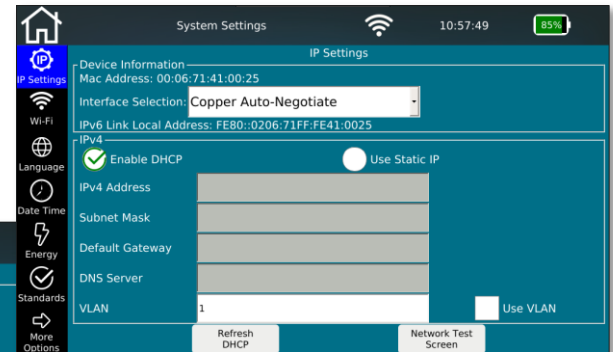 System Settings 10:57:49 85%
IP
IP Settings
Wi-Fi
Language
Date Time
Energy
Standards
More
Options
IP Settings
Device Information
Mac Address: 00:06:71:41:00:25
Interface Selection: Copper Auto-Negotiate
IPv6 Link Local Address: FE80::0206:71FF:FE41:0025
IPv4
Enable DHCP Use Static IP
IPv4 Address
Subnet Mask
Default Gateway
DNS Server
VLAN 1 Use VLAN
Refresh
DHCP
Network Test
Screen